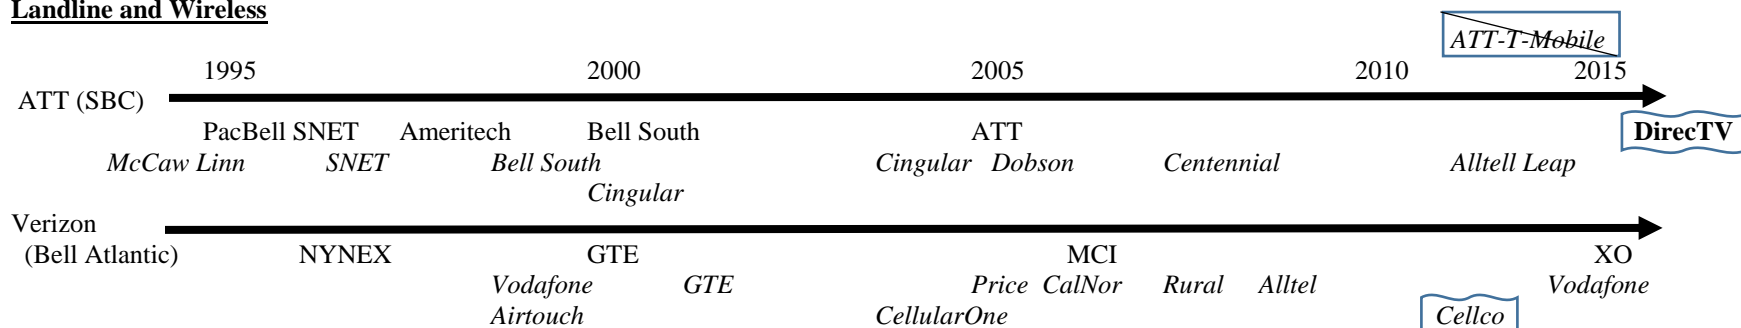 Landline and Wireless
ATT-T-Mobile
1995 2000 2005 2010 2015
ATT (SBC)
PacBell SNET Ameritech Bell South ATT DirecTV
McCaw Linn SNET Bell South Cingular Dobson Centennial Alltell Leap
Cingular
Verizon
(Bell Atlantic) NYNEX GTE MCI XO
Vodafone GTE Price CalNor Rural Alltel Vodafone
Airtouch CellularOne Cellco